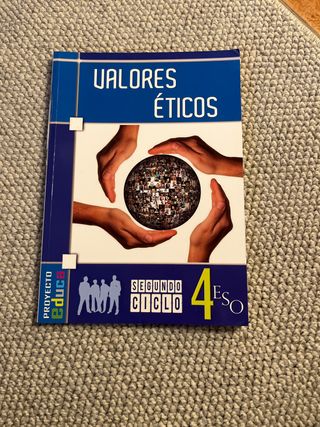 VALORES
ÉTICOS
PROYECTO
educa
SEGUNDO
CICLO
4 ESO